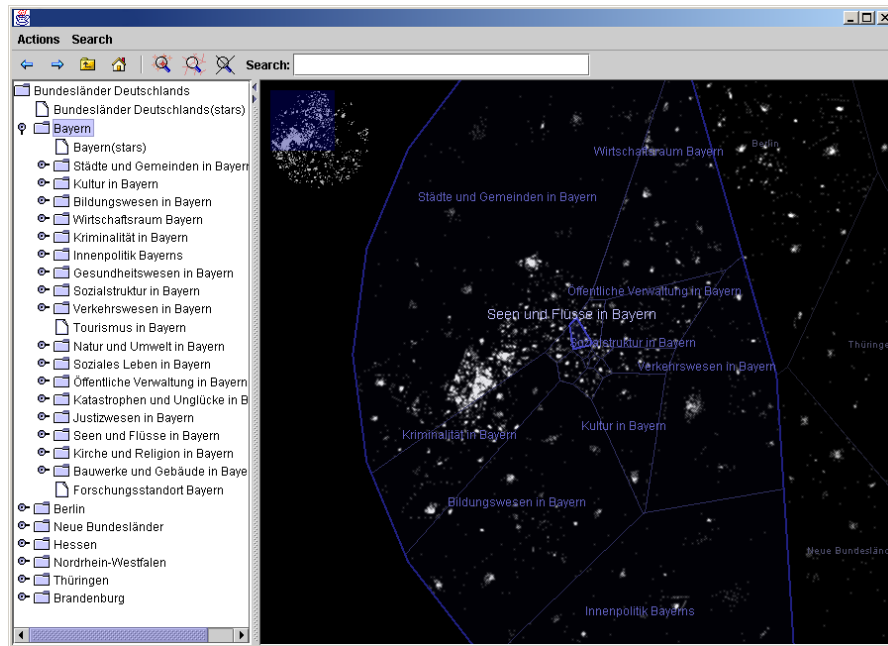 Actions Search
Search:
Bundesländer Deutschlands
Bundesländer Deutschlands(stars)
Bayern
Bayern(stars)
Städte und Gemeinden in Bayern
Kultur in Bayern
Bildungswesen in Bayern
Wirtschaftsraum Bayern
Kriminalität in Bayern
Innenpolitik Bayerns
Gesundheitswesen in Bayern
Sozialstruktur in Bayern
Verkehrswesen in Bayern
Tourismus in Bayern
Natur und Umwelt in Bayern
Soziales Leben in Bayern
Öffentliche Verwaltung in Bayern
Katastrophen und Unglücke in B
Justizwesen in Bayern
Seen und Flüsse in Bayern
Kirche und Religion in Bayern
Bauwerke und Gebäude in Baye
Forschungsstandort Bayern
Berlin
Neue Bundesländer
Hessen
Nordrhein-Westfalen
Thüringen
Brandenburg
Wirtschaftsraum Bayern
Berlin
Städte und Gemeinden in Bayern
Öffentliche Verwaltung in Bayern
Seen und Flüsse in Bayern
Sozialstruktur in Bayern
Thüringe
Verkehrswesen in Bayern
Kultur in Bayern
Kriminalität in Bayern
Bildungswesen in Bayern
Neue Bundeslänc
Innenpolitik Bayerns